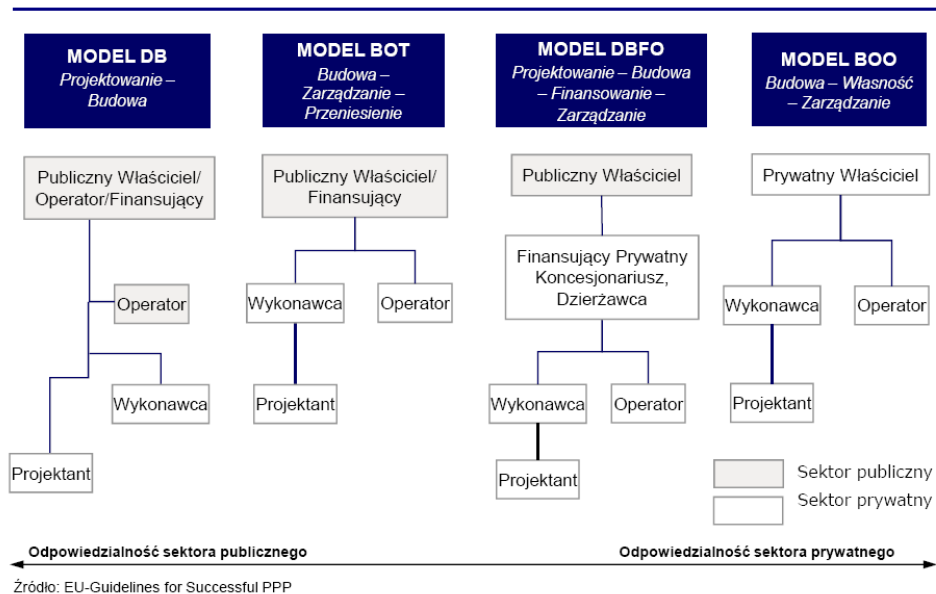 MODEL DB
Projektowanie –
Budowa
MODEL BOT
Budowa –
Zarządzanie –
Przeniesienie
MODEL DBFO
Projektowanie – Budowa
– Finansowanie –
Zarządzanie
MODEL BOO
Budowa – Własność
– Zarządzanie
Publiczny Właściciel/
Operator/Finansujący
Operator
Wykonawca
Projektant
Publiczny Właściciel/
Finansujący
Wykonawca
Operator
Projektant
Publiczny Właściciel
Finansujący Prywatny
Koncesjonariusz,
Dzierżawca
Wykonawca
Operator
Projektant
Prywatny Właściciel
Wykonawca
Operator
Projektant
Sektor publiczny
Sektor prywatny
Odpowiedzialność sektora publicznego
Odpowiedzialność sektora prywatnego
Źródło: EU-Guidelines for Successful PPP